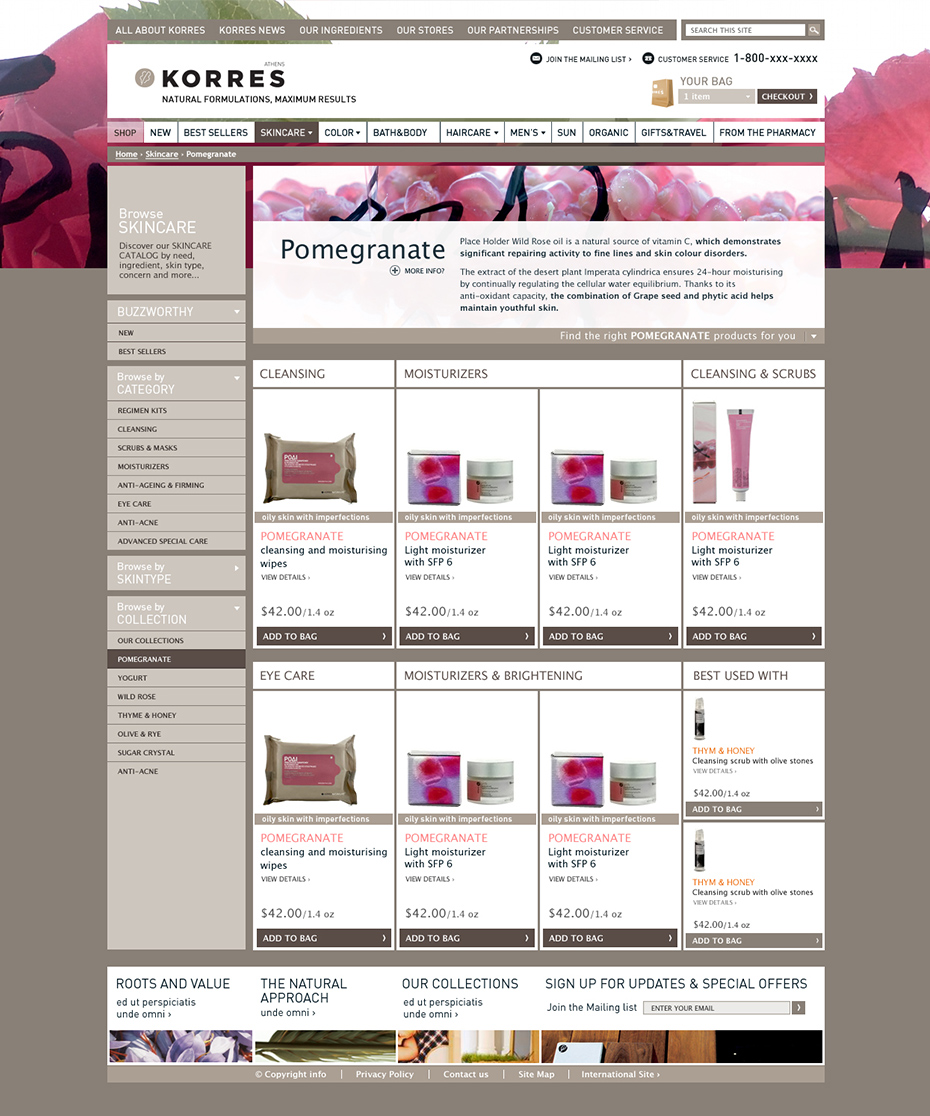 ALL ABOUT KORRES KORRES NEWS OUR INGREDIENTS OUR STORES OUR PARTNERSHIPS CUSTOMER SERVICE SEARCH THIS SITE
JOIN THE MAILING LIST › CUSTOMER SERVICE 1-800-xxx-xxxx
ATHENS
KORRES
NATURAL FORMULATIONS, MAXIMUM RESULTS
YOUR BAG
1 item CHECKOUT ›
SHOP NEW BEST SELLERS SKINCARE COLOR BATH&BODY HAIRCARE MEN'S SUN ORGANIC GIFTS&TRAVEL FROM THE PHARMACY
Home › Skincare › Pomegranate
Browse
SKINCARE
Discover our SKINCARE
CATALOG by need,
ingredient, skin type,
concern and more...
BUZZWORTHY
NEW
BEST SELLERS
Browse by
CATEGORY
REGIMEN KITS
CLEANSING
SCRUBS & MASKS
MOISTURIZERS
ANTI-AGEING & FIRMING
EYE CARE
ANTI-ACNE
ADVANCED SPECIAL CARE
Browse by
SKINTYPE
Browse by
COLLECTION
OUR COLLECTIONS
POMEGRANATE
YOGURT
WILD ROSE
THYME & HONEY
OLIVE & RYE
SUGAR CRYSTAL
ANTI-ACNE
Pomegranate
MORE INFO?
Place Holder Wild Rose oil is a natural source of vitamin C, which demonstrates
significant repairing activity to fine lines and skin colour disorders.
The extract of the desert plant Imperata cylindrica ensures 24-hour moisturising
by continually regulating the cellular water equilibrium. Thanks to its
anti-oxidant capacity, the combination of Grape seed and phytic acid helps
maintain youthful skin.
Find the right POMEGRANATE products for you
CLEANSING MOISTURIZERS CLEANSING & SCRUBS
ΡΟΔΙ
oily skin with imperfections oily skin with imperfections oily skin with imperfections oily skin with imperfections
POMEGRANATE POMEGRANATE POMEGRANATE POMEGRANATE
cleansing and moisturising Light moisturizer Light moisturizer Light moisturizer
wipes with SFP 6 with SFP 6 with SFP 6
VIEW DETAILS › VIEW DETAILS › VIEW DETAILS › VIEW DETAILS ›
$42.00/1.4 oz $42.00/1.4 oz $42.00/1.4 oz $42.00/1.4 oz
ADD TO BAG › ADD TO BAG › ADD TO BAG › ADD TO BAG ›
EYE CARE MOISTURIZERS & BRIGHTENING BEST USED WITH
ΡΟΔΙ
oily skin with imperfections oily skin with imperfections oily skin with imperfections
POMEGRANATE POMEGRANATE POMEGRANATE
cleansing and moisturising Light moisturizer Light moisturizer
wipes with SFP 6 with SFP 6
VIEW DETAILS › VIEW DETAILS › VIEW DETAILS ›
$42.00/1.4 oz $42.00/1.4 oz $42.00/1.4 oz
ADD TO BAG › ADD TO BAG › ADD TO BAG ›
THYM & HONEY
Cleansing scrub with olive stones
VIEW DETAILS ›
$42.00/1.4 oz
ADD TO BAG ›
THYM & HONEY
Cleansing scrub with olive stones
VIEW DETAILS ›
$42.00/1.4 oz
ADD TO BAG ›
ROOTS AND VALUE
ed ut perspiciatis
unde omni ›
THE NATURAL
APPROACH
unde omni ›
OUR COLLECTIONS
ed ut perspiciatis
unde omni ›
SIGN UP FOR UPDATES & SPECIAL OFFERS
Join the Mailing list ENTER YOUR EMAIL ›
© Copyright info | Privacy Policy | Contact us | Site Map | International Site ›